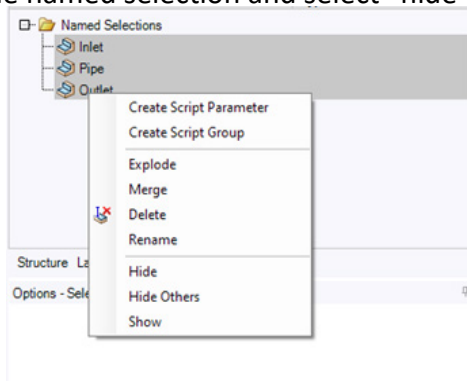 named selection and select "hide
Named Selections
Inlet
Pipe
Outlet
Create Script Parameter
Create Script Group
Explode
Merge
Delete
Rename
Structure
Hide
Options - Sele
Hide Others
Show